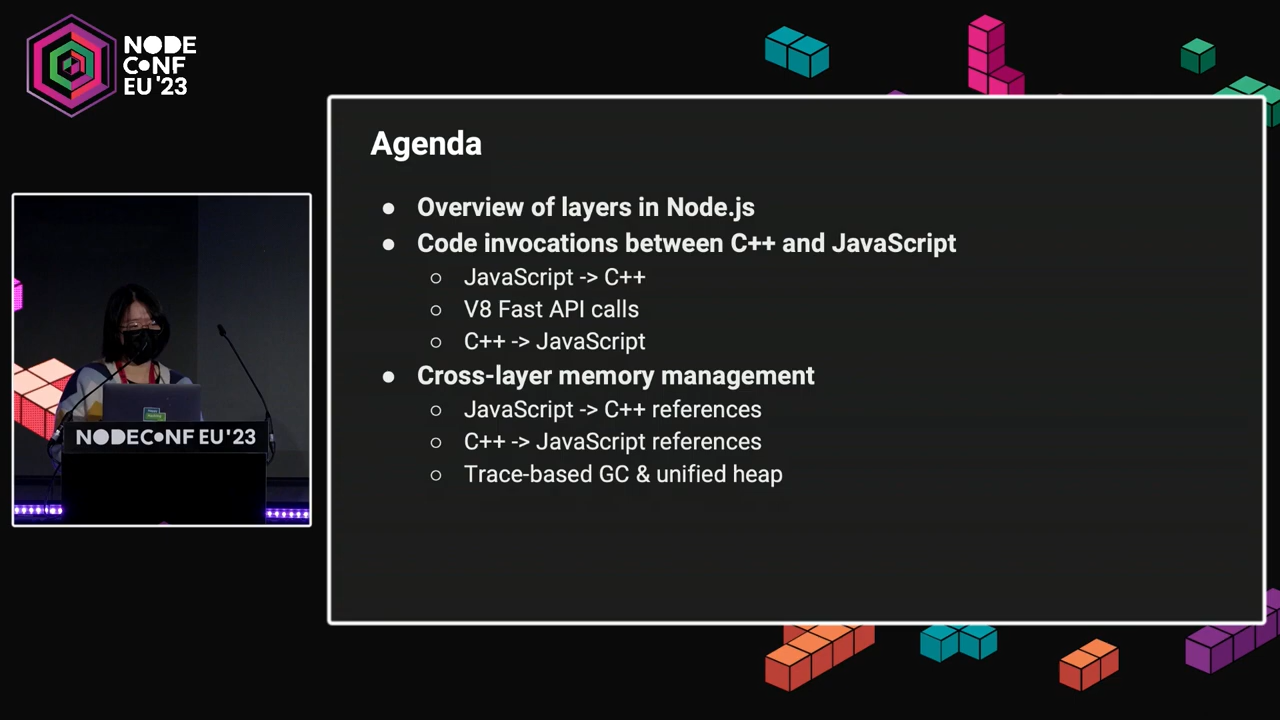 NODE
CONF
EU '23
Agenda
● Overview of layers in Node.js
● Code invocations between C++ and JavaScript
○ JavaScript -> C++
○ V8 Fast API calls
○ C++ -> JavaScript
● Cross-layer memory management
○ JavaScript -> C++ references
○ C++ -> JavaScript references
○ Trace-based GC & unified heap
NODECONF EU'23